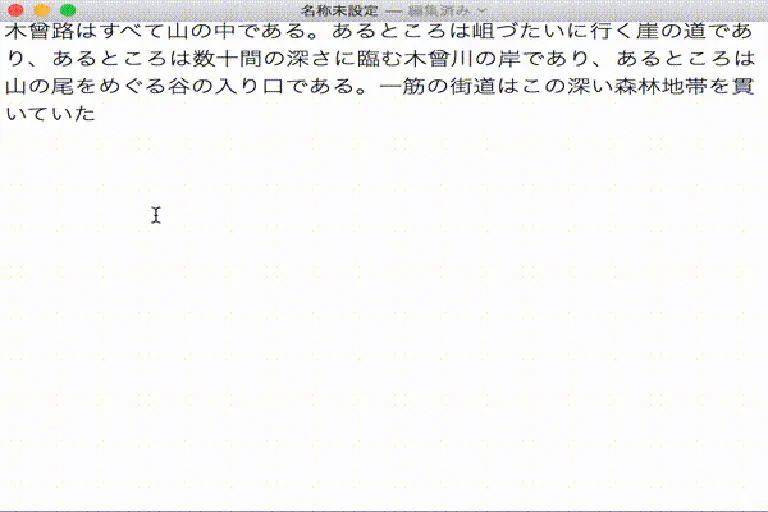 名称未設定 — 編集済み
木曾路はすべて山の中である。あるところは岨づたいに行く崖の道であ
り、あるところは数十間の深さに臨む木曾川の岸であり、あるところは
山の尾をめぐる谷の入り口である。一筋の街道はこの深い森林地帯を貫
いていた